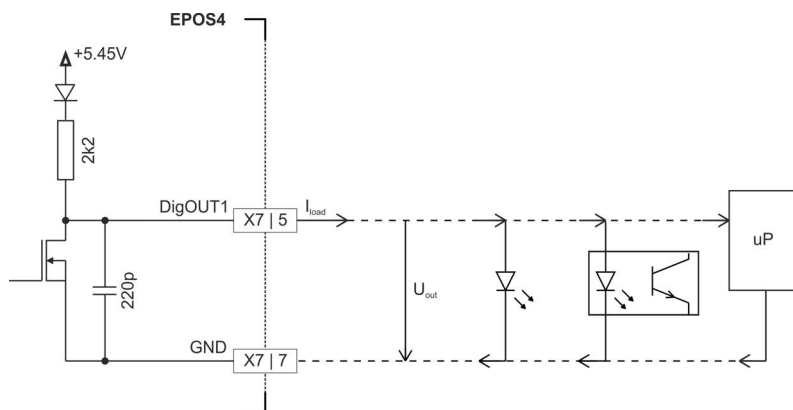 EPOS4
+5.45V
2k2
DigOUT1
X7 | 5
Iload
220p
Uout
uP
GND
X7 | 7